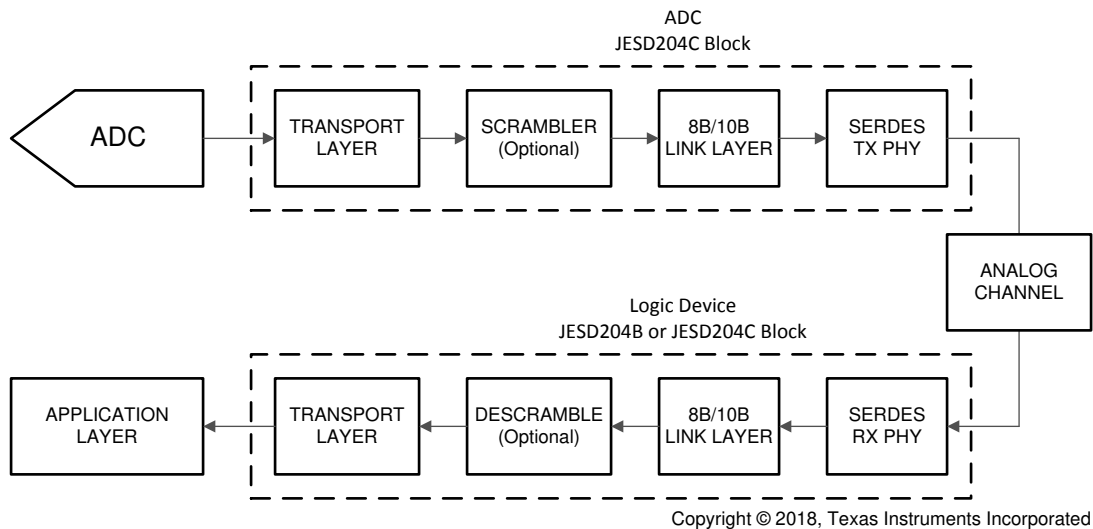 ADC
JESD204C Block
ADC
TRANSPORT
LAYER
SCRAMBLER
(Optional)
8B/10B
LINK LAYER
SERDES
TX PHY
ANALOG
CHANNEL
Logic Device
JESD204B or JESD204C Block
APPLICATION
LAYER
TRANSPORT
LAYER
DESCRAMBLE
(Optional)
8B/10B
LINK LAYER
SERDES
RX PHY
Copyright © 2018, Texas Instruments Incorporated